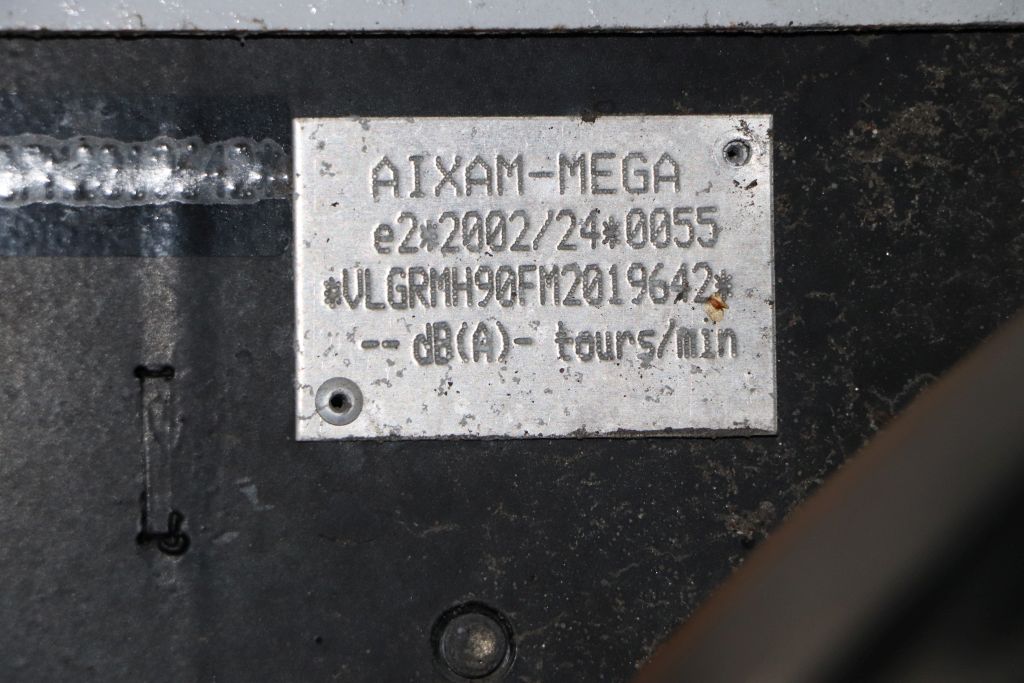 AIXAM-MEGA
e2*2002/24*0055
*VLGRMH90FM2019642*
-- dB(A)- tours/min